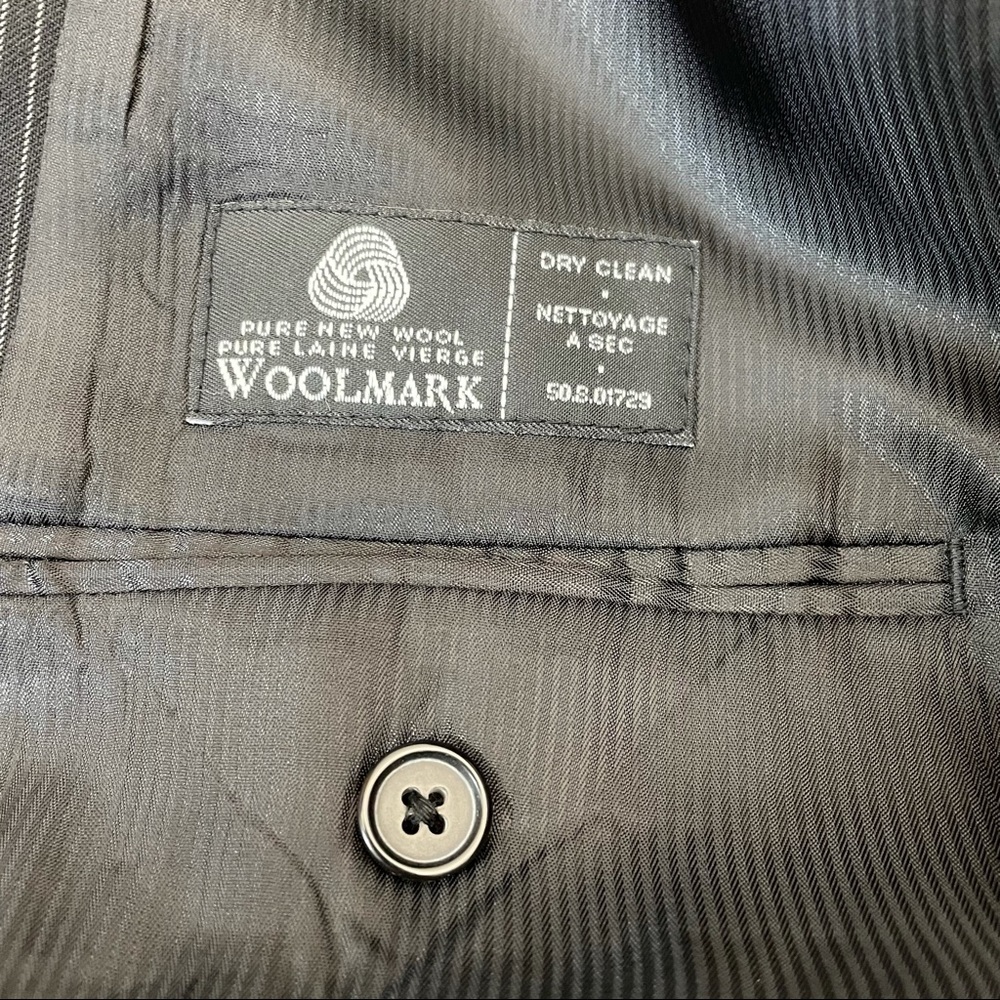 PURE NEW WOOL
PURE LAINE VIERGE
WOOLMARK
DRY CLEAN
•
NETTOYAGE
A SEC
•
50.8.01729